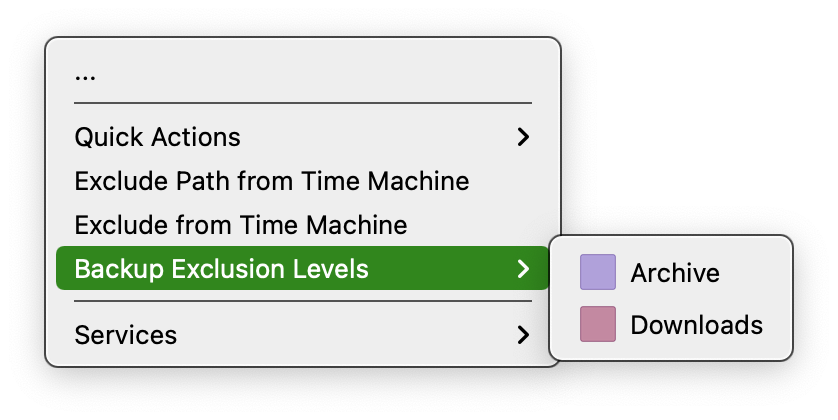 ...
Quick Actions
Exclude Path from Time Machine
Exclude from Time Machine
Backup Exclusion Levels
Archive
Downloads
Services